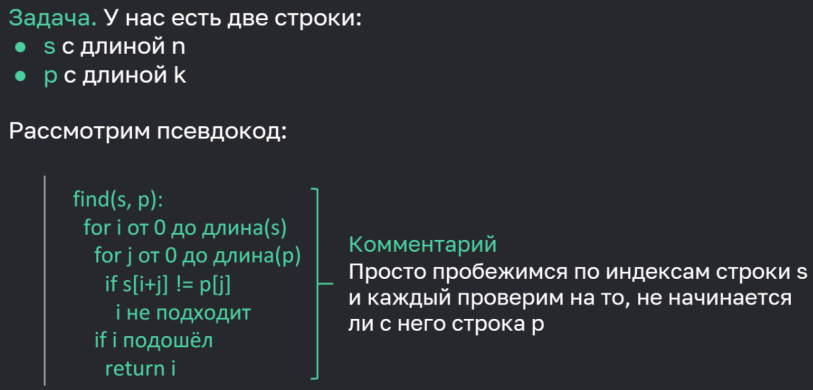 Задача. У нас есть две строки:
● s с длиной n
● p с длиной k
Рассмотрим псевдокод:
find(s, p):
for i от 0 до длина(s)
for j от 0 до длина(p)
if s[i+j] != p[j]
i не подходит
if i подошёл
return i
Комментарий
Просто пробежимся по индексам строки s
и каждый проверим на то, не начинается
ли с него строка p